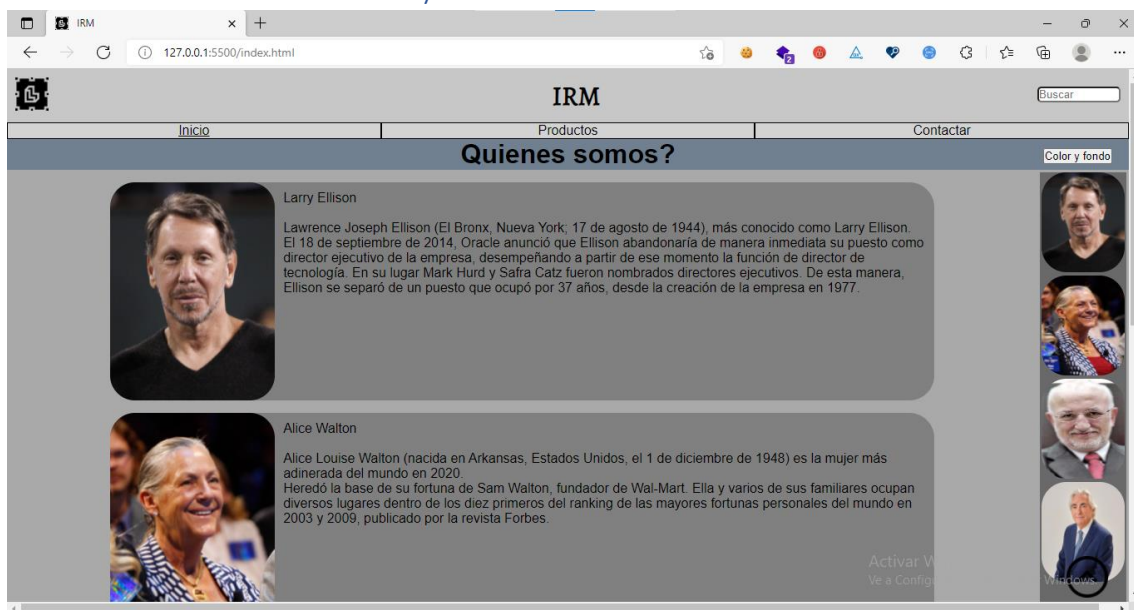 IRM
127.0.0.1:5500/index.html
2
IRM
Buscar
Inicio
Productos
Contactar
Quienes somos?
Color y fondo
Larry Ellison
Lawrence Joseph Ellison (El Bronx, Nueva York; 17 de agosto de 1944), más conocido como Larry Ellison.
El 18 de septiembre de 2014, Oracle anunció que Ellison abandonaría de manera inmediata su puesto como
director ejecutivo de la empresa, desempeñando a partir de ese momento la función de director de
tecnología. En su lugar Mark Hurd y Safra Catz fueron nombrados directores ejecutivos. De esta manera,
Ellison se separó de un puesto que ocupó por 37 años, desde la creación de la empresa en 1977.
Alice Walton
Alice Louise Walton (nacida en Arkansas, Estados Unidos, el 1 de diciembre de 1948) es la mujer más
adinerada del mundo en 2020.
Heredó la base de su fortuna de Sam Walton, fundador de Wal-Mart. Ella y varios de sus familiares ocupan
diversos lugares dentro de los diez primeros del ranking de las mayores fortunas personales del mundo en
2003 y 2009, publicado por la revista Forbes.
Activar W
Ve a Config
Windows.